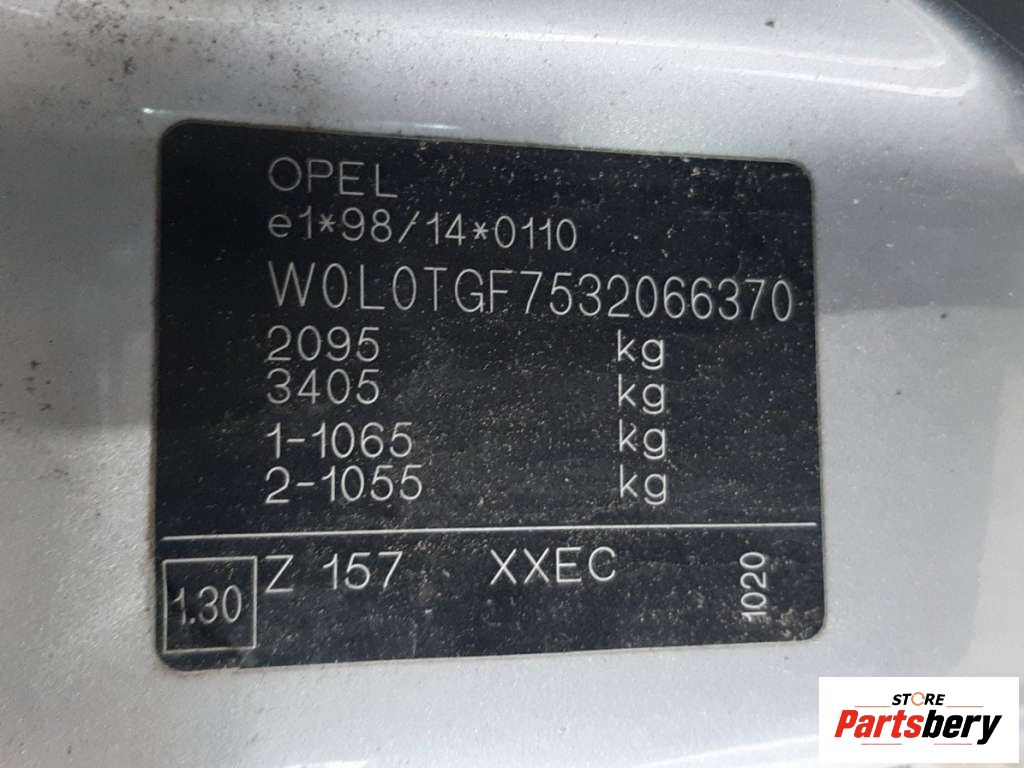 OPEL
e1*98/14*0110
W0L0TGF7532066370
2095 kg
3405 kg
1-1065 kg
2-1055 kg
1.30 Z 157 XXEC 1020
STORE
Partsbery